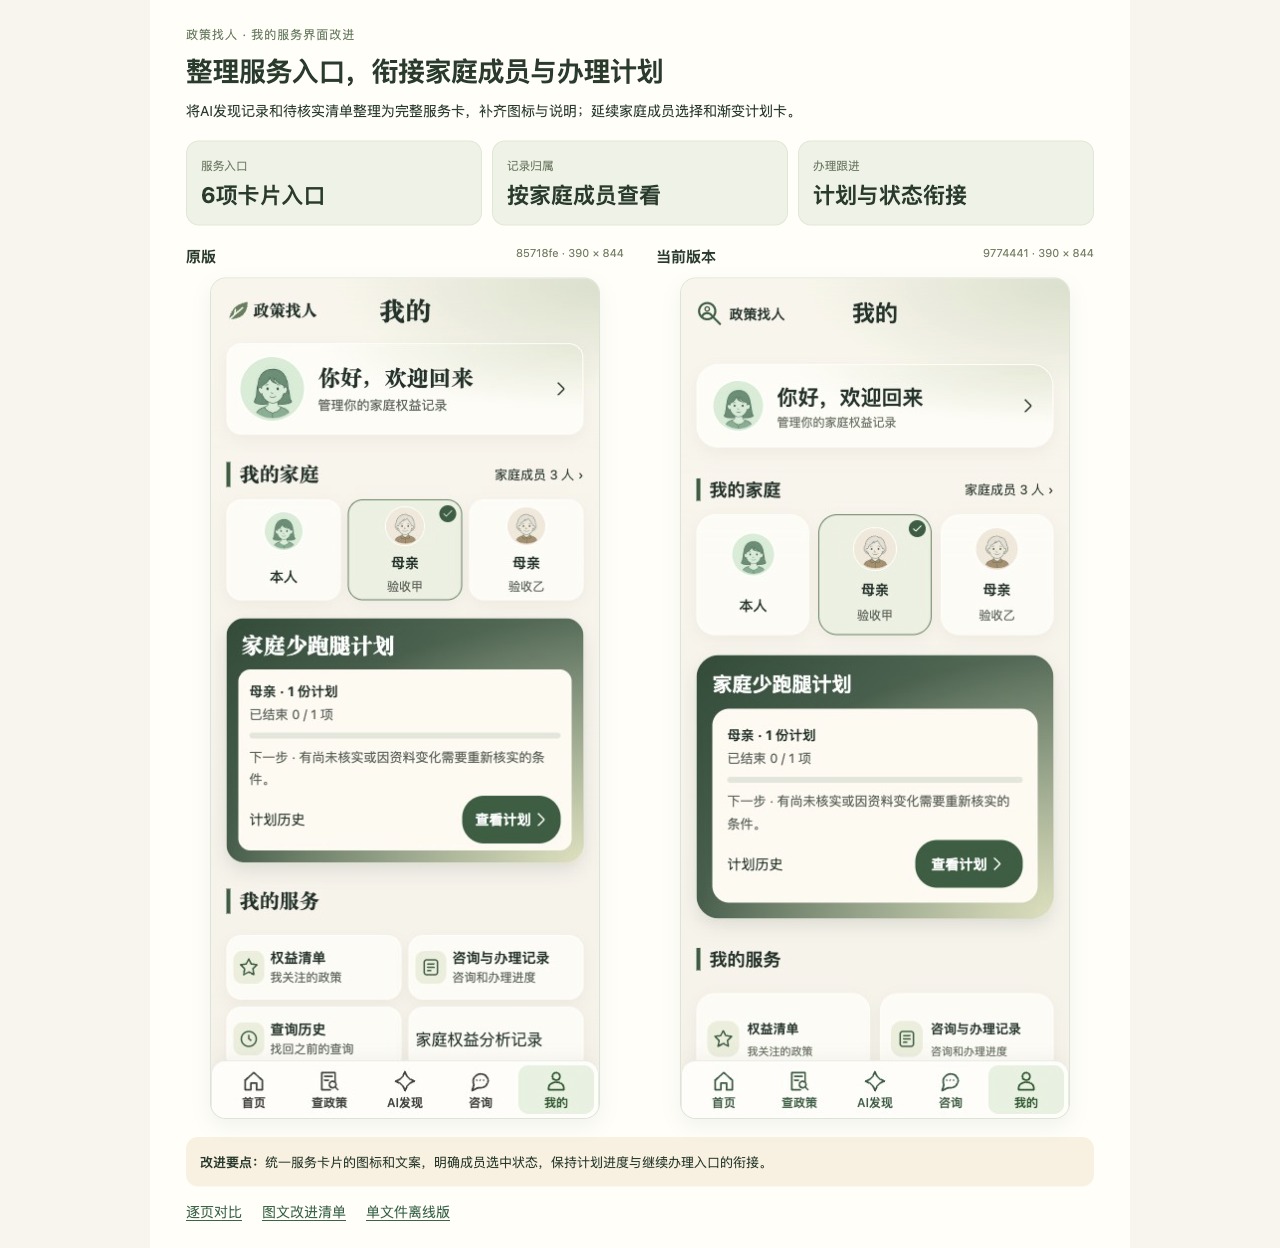 政策找人 · 我的服务界面改进
整理服务入口，衔接家庭成员与办理计划
将AI发现记录和待核实清单整理为完整服务卡，补齐图标与说明；延续家庭成员选择和渐变计划卡。
服务入口
6项卡片入口
记录归属
按家庭成员查看
办理跟进
计划与状态衔接
原版
85718fe · 390 × 844
政策找人
我的
你好，欢迎回来
管理你的家庭权益记录
我的家庭
家庭成员 3 人 ›
本人
母亲
验收甲
母亲
验收乙
家庭少跑腿计划
母亲 · 1 份计划
已结束 0 / 1 项
下一步 · 有尚未核实或因资料变化需要重新核实的条
件。
计划历史
查看计划
我的服务
权益清单
我关注的政策
咨询与办理记录
咨询和办理进度
查询历史
找回之前的查询
家庭权益分析记录
首页
查政策
AI发现
咨询
我的
当前版本
9774441 · 390 × 844
政策找人
我的
你好，欢迎回来
管理你的家庭权益记录
我的家庭
家庭成员 3 人 ›
本人
母亲
验收甲
母亲
验收乙
家庭少跑腿计划
母亲 · 1 份计划
已结束 0 / 1 项
下一步 · 有尚未核实或因资料变化需要重新核实的
条件。
计划历史
查看计划
我的服务
权益清单
我关注的政策
咨询与办理记录
咨询和办理进度
首页
查政策
AI发现
咨询
我的
改进要点：统一服务卡片的图标和文案，明确成员选中状态，保持计划进度与继续办理入口的衔接。
逐页对比
图文改进清单
单文件离线版